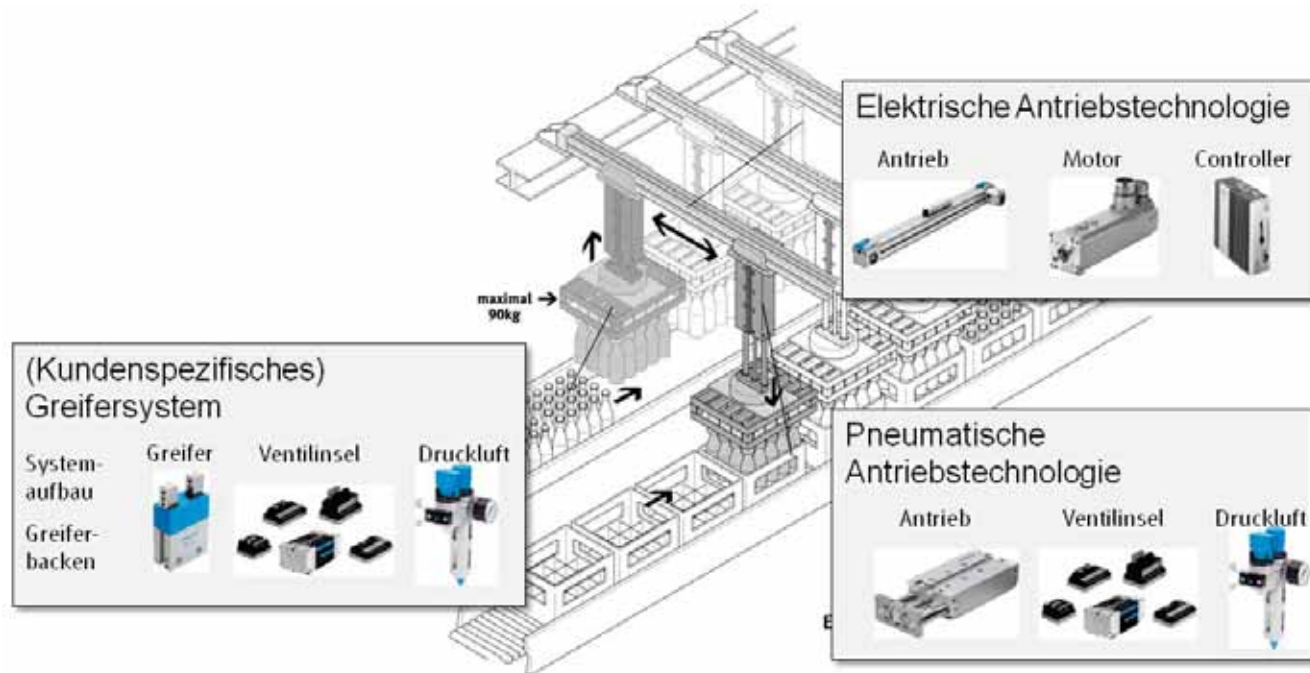 Elektrische Antriebstechnologie
Antrieb Motor Controller
maximal
90kg
(Kundenspezifisches)
Greifersystem
System-
aufbau
Greifer Ventilinsel Druckluft
Greifer-
backen
Pneumatische
Antriebstechnologie
Antrieb Ventilinsel Druckluft
E